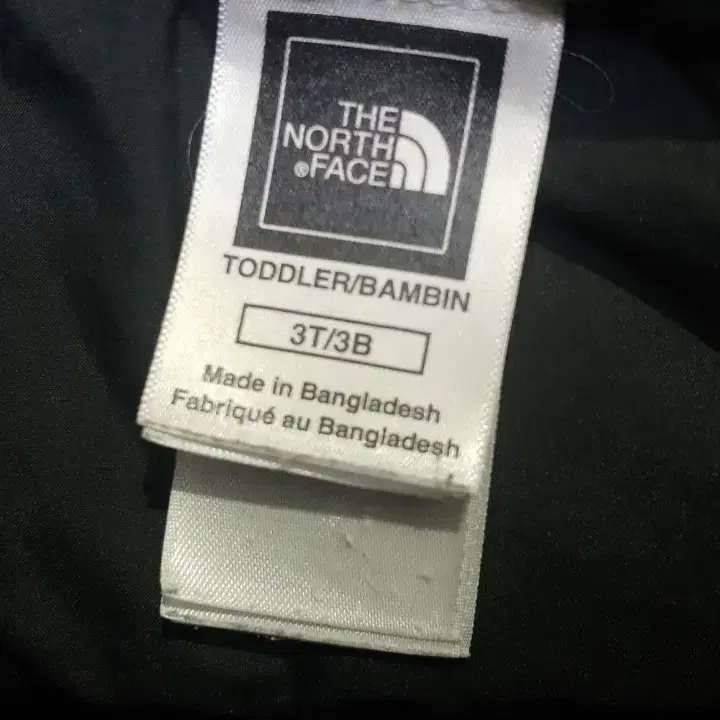 THE
NORTH
®FACE
TODDLER/BAMBIN
3T/3B
Made in Bangladesh
Fabriqué au Bangladesh